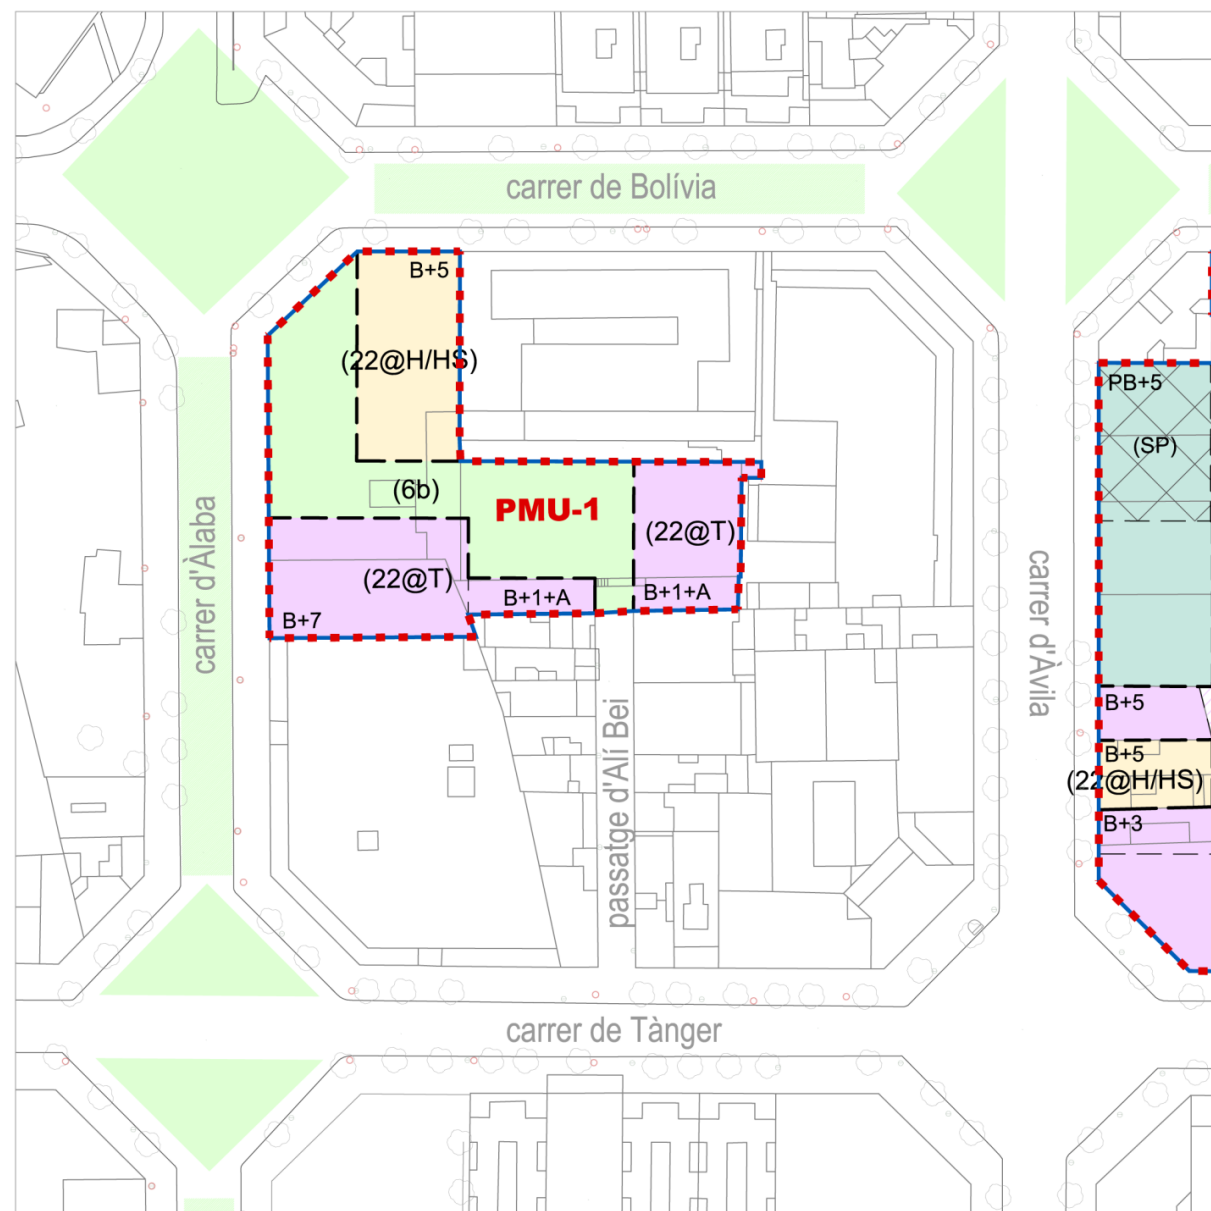 carrer de Bolívia
B+5
(22@H/HS)
PB+5
(SP)
(6b)
PMU-1
(22@T)
carrer d'Àlaba
(22@T)
B+1+A
B+1+A
B+7
carrer d'Àvila
passatge d'Alí Bei
B+5
B+5
(22@H/HS)
B+3
carrer de Tànger